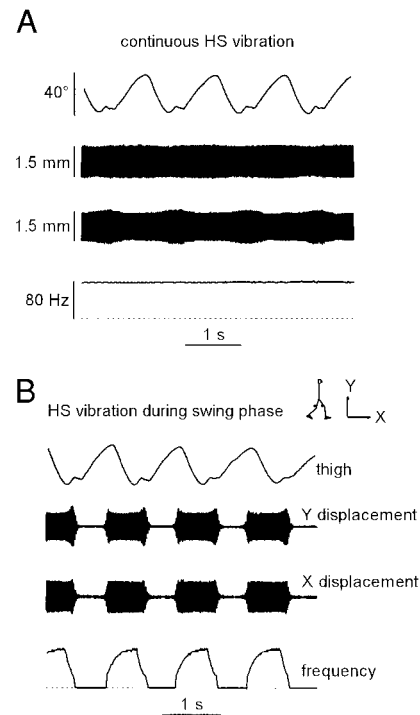 A
continuous HS vibration
40°
1.5 mm
1.5 mm
80 Hz
1 s
B
Y
HS vibration during swing phase
X
thigh
Y displacement
X displacement
frequency
1 s